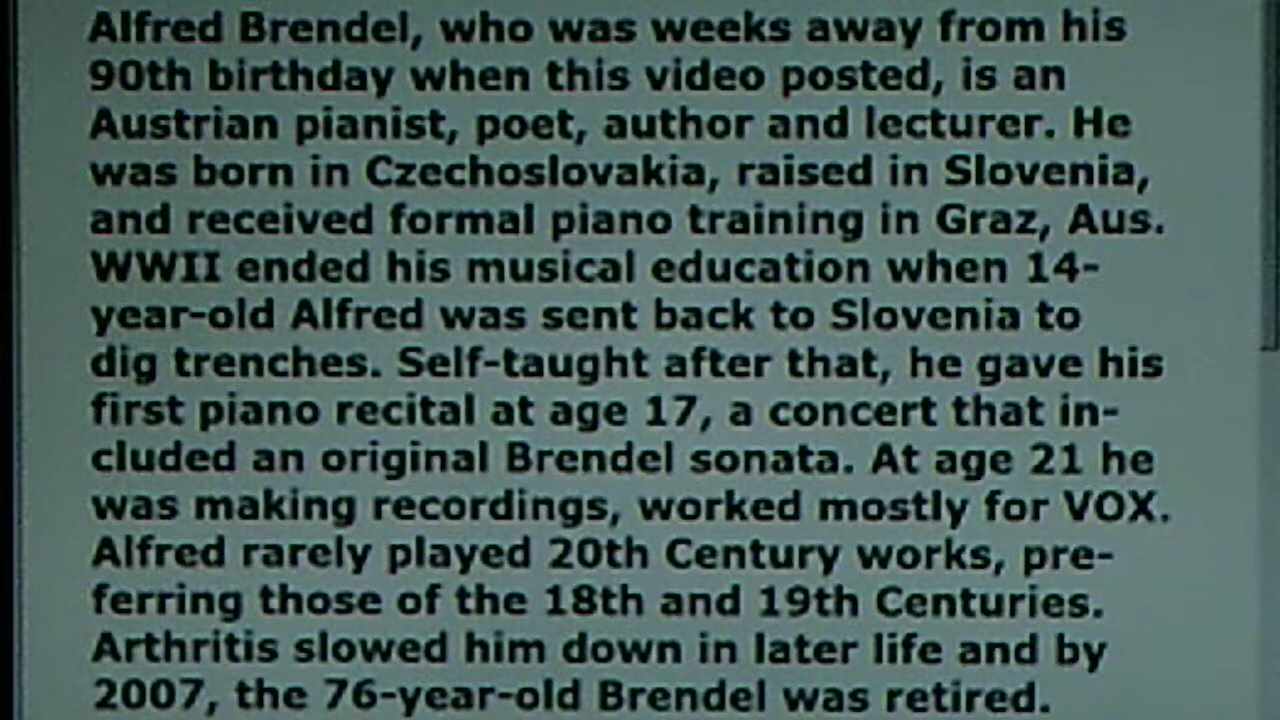 Alfred Brendel, who was weeks away from his
90th birthday when this video posted, is an
Austrian pianist, poet, author and lecturer. He
was born in Czechoslovakia, raised in Slovenia,
and received formal piano training in Graz, Aus.
WWII ended his musical education when 14-
year-old Alfred was sent back to Slovenia to
dig trenches. Self-taught after that, he gave his
first piano recital at age 17, a concert that in-
cluded an original Brendel sonata. At age 21 he
was making recordings, worked mostly for VOX.
Alfred rarely played 20th Century works, pre-
ferring those of the 18th and 19th Centuries.
Arthritis slowed him down in later life and by
2007, the 76-year-old Brendel was retired.